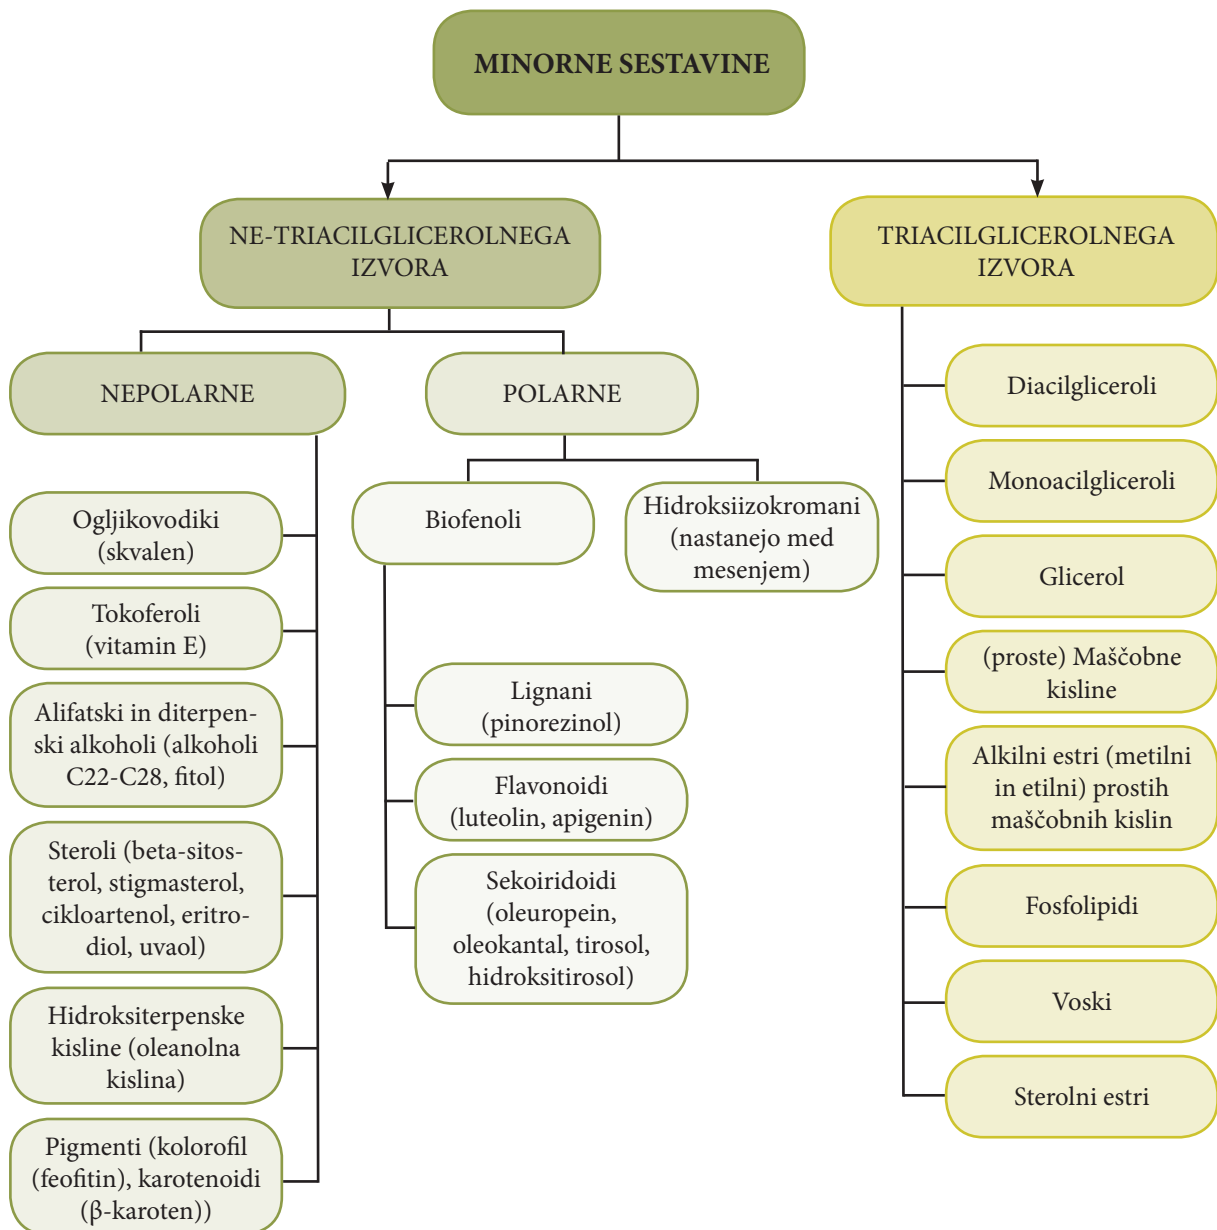 MINORNE SESTAVINE
NE-TRIACILGLICEROLNEGA
IZVORA
TRIACILGLICEROLNEGA
IZVORA
NEPOLARNE
POLARNE
Ogljikovodiki
(skvalen)
Tokoferoli
(vitamin E)
Alifatski in diterpen-
ski alkoholi (alkoholi
C22-C28, fitol)
Steroli (beta-sitos-
terol, stigmasterol,
cikloartenol, eritro-
diol, uvaol)
Hidroksiterpenske
kisline (oleanolna
kislina)
Pigmenti (kolorofil
(feofitin), karotenoidi
(β-karoten))
Biofenoli
Hidroksiizokromani
(nastanejo med
mesenjem)
Lignani
(pinorezinol)
Flavonoidi
(luteolin, apigenin)
Sekoiridoidi
(oleuropein,
oleokantal, tirosol,
hidroksitirosol)
Diacilgliceroli
Monoacilgliceroli
Glicerol
(proste) Maščobne
kisline
Alkilni estri (metilni
in etilni) prostih
maščobnih kislin
Fosfolipidi
Voski
Sterolni estri